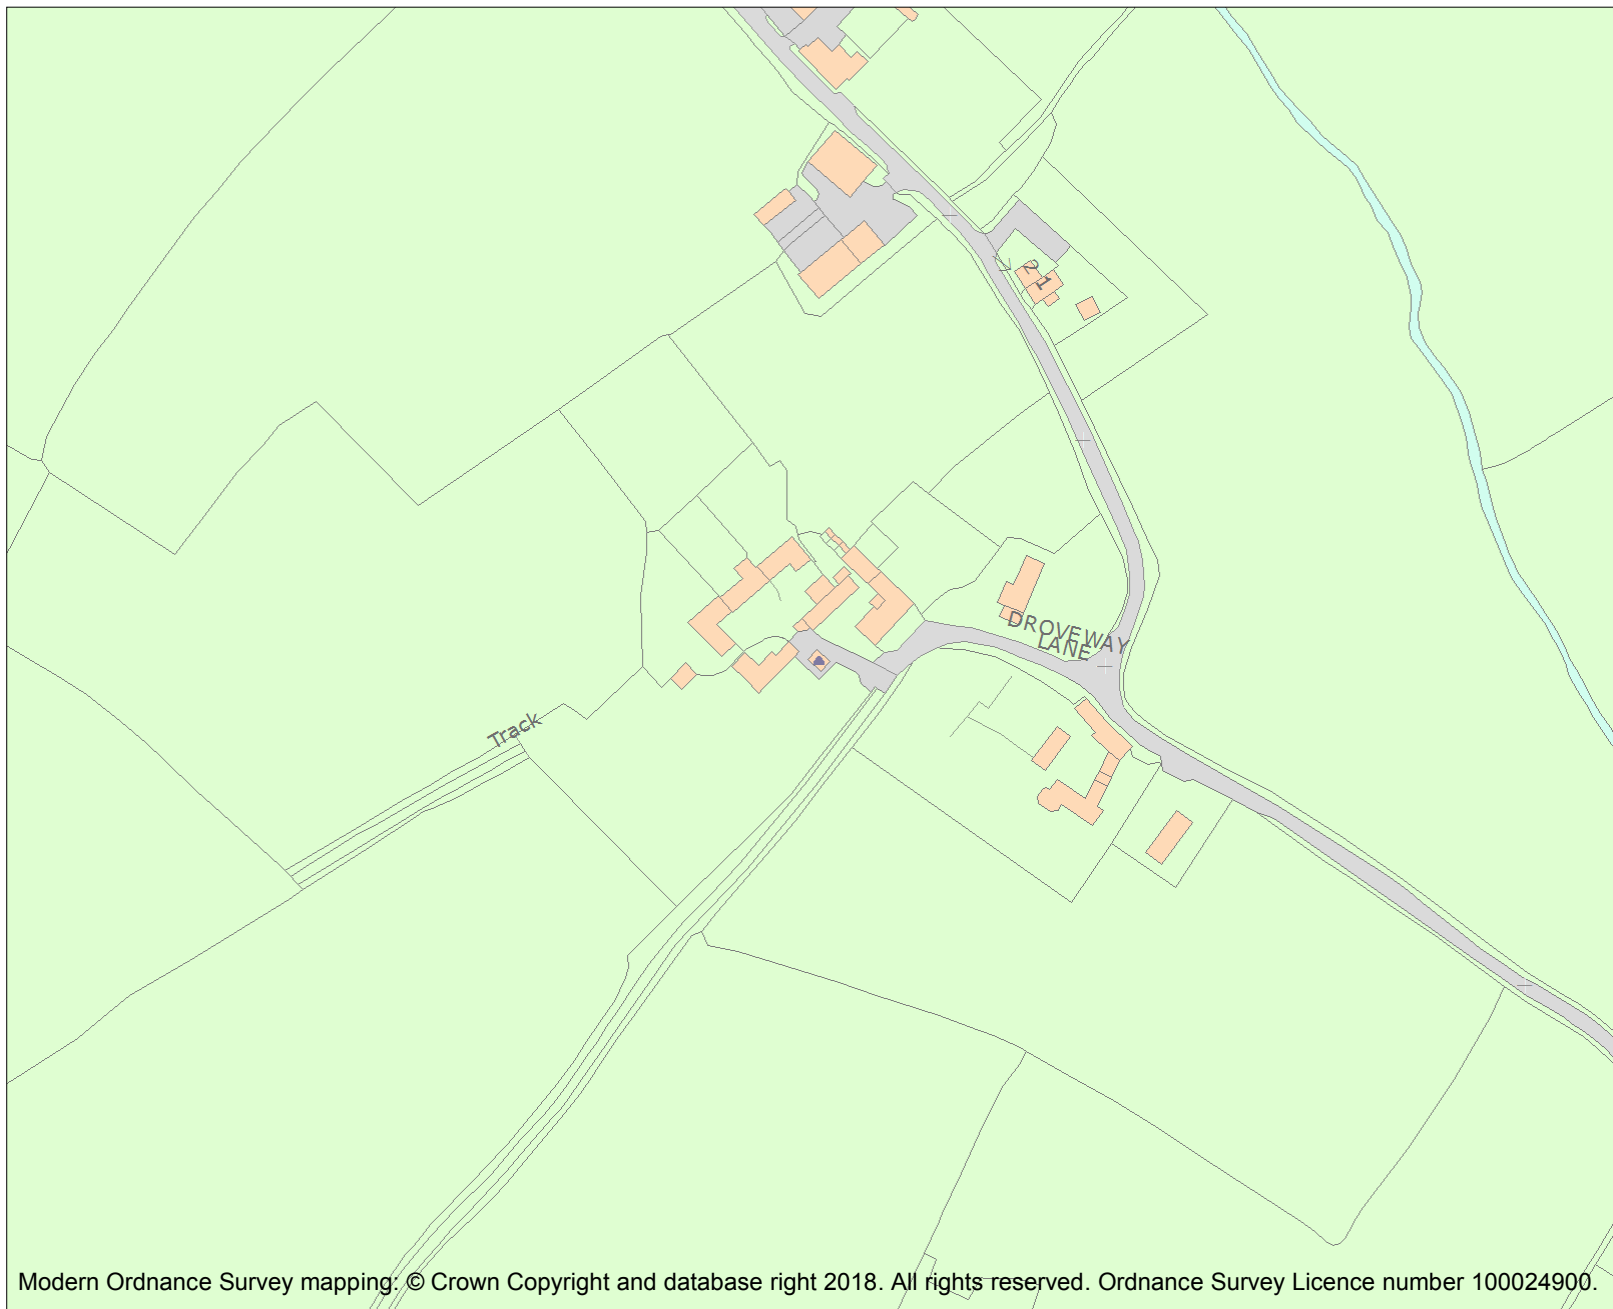 2
1
DROVEWAY
LANE
Track
Modern Ordnance Survey mapping: © Crown Copyright and database right 2018. All rights reserved. Ordnance Survey Licence number 100024900.